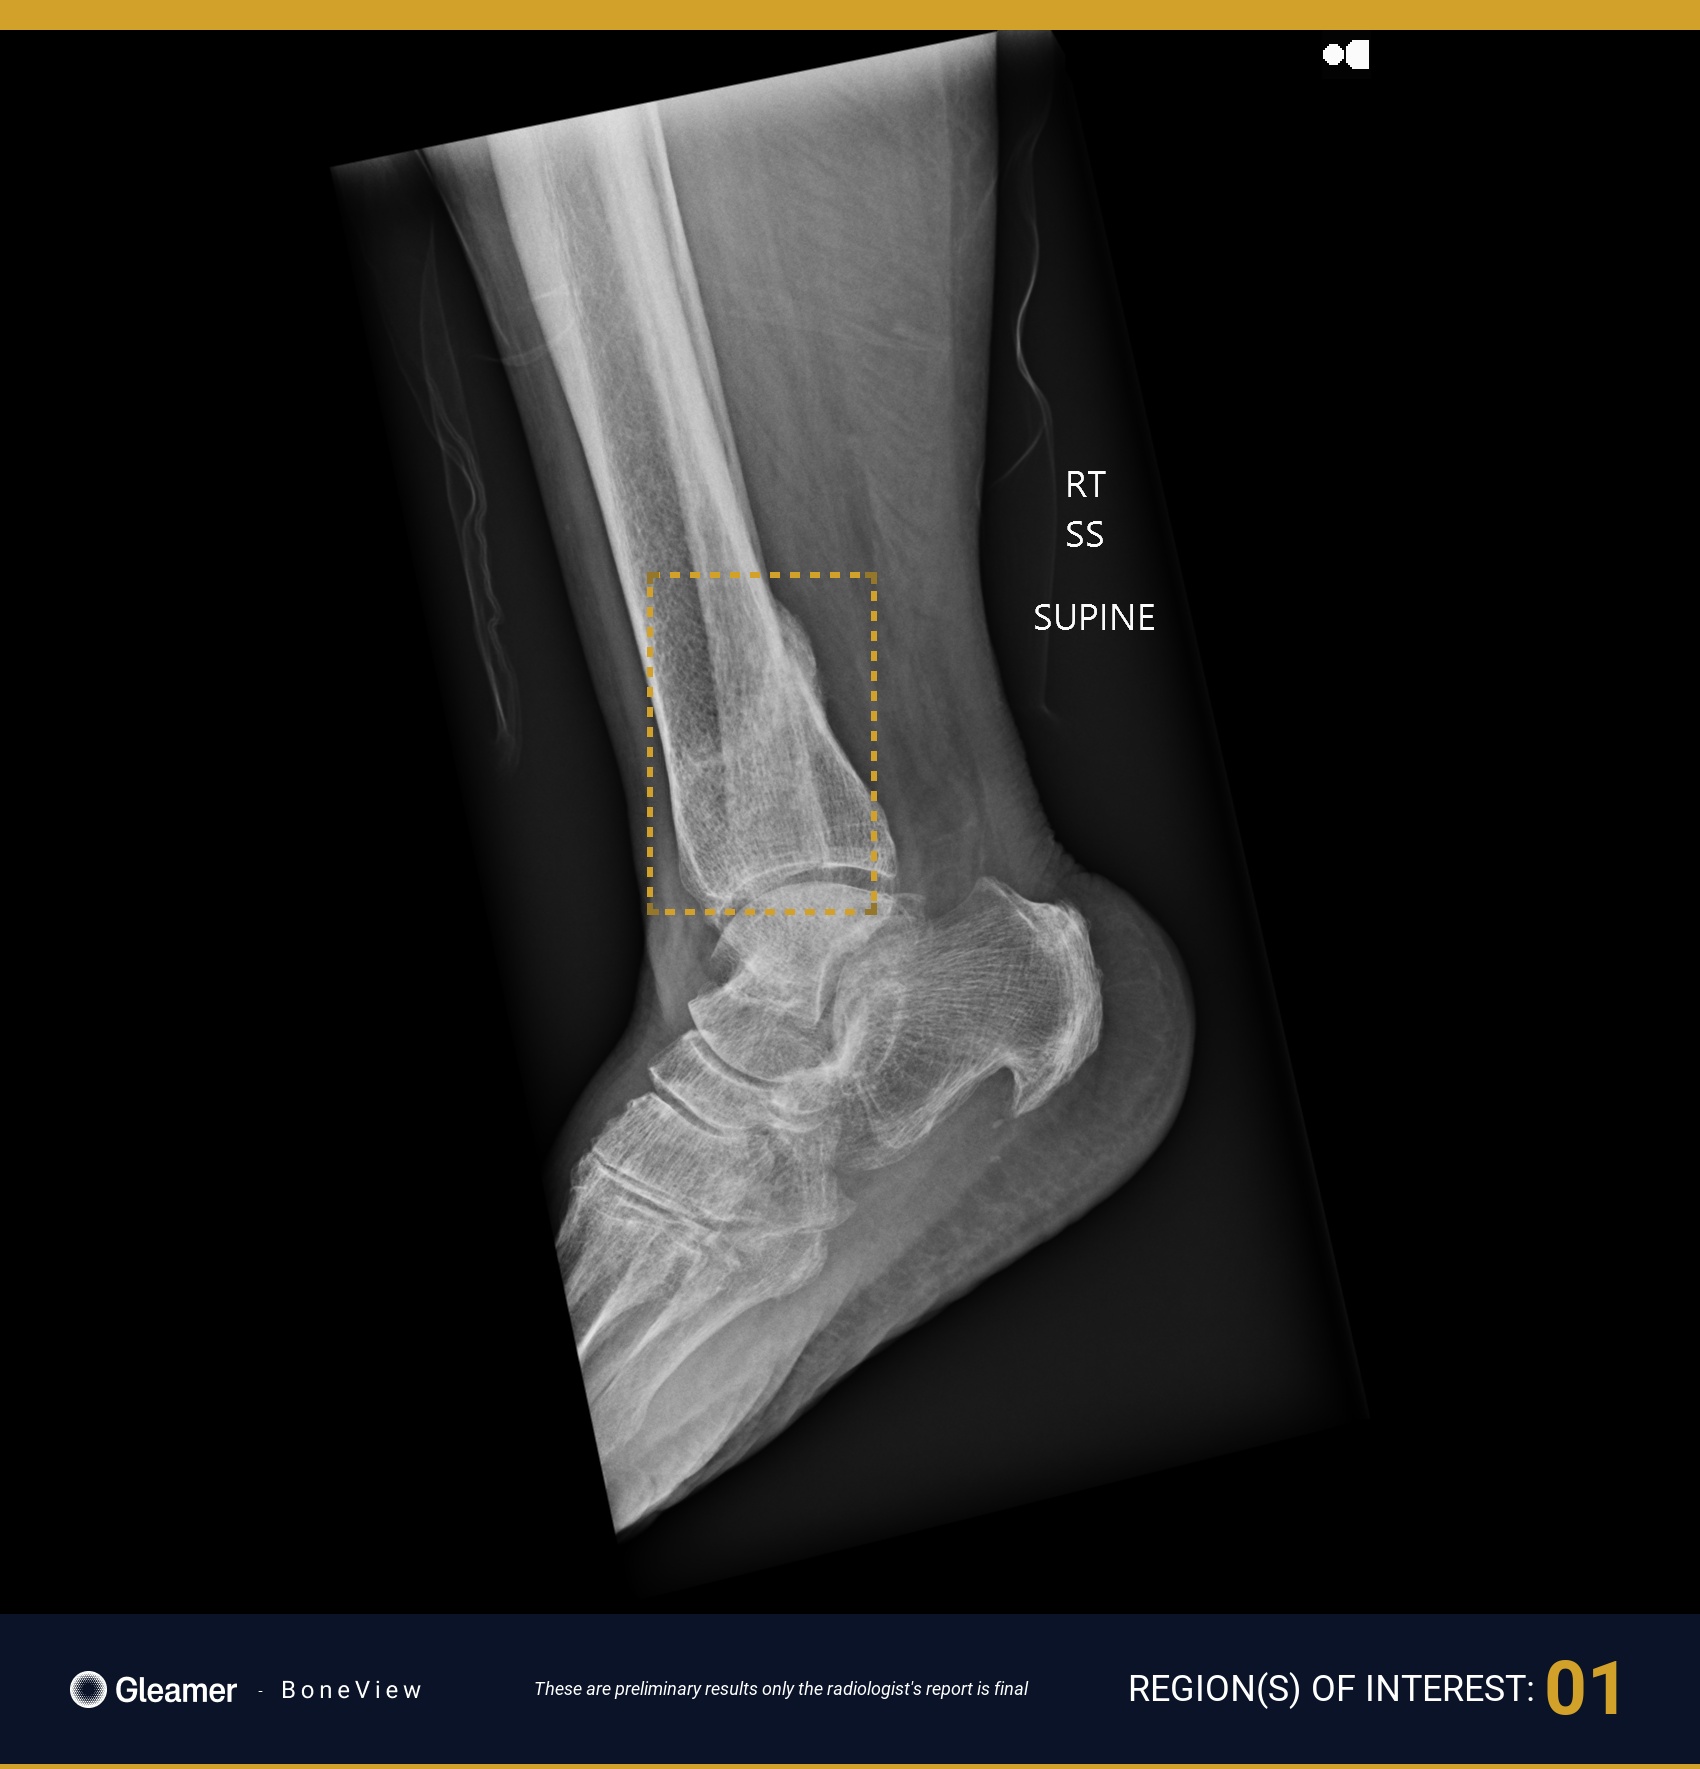 RT
SS
SUPINE
Gleamer - BoneView
These are preliminary results only the radiologist's report is final
REGION(S) OF INTEREST: 01